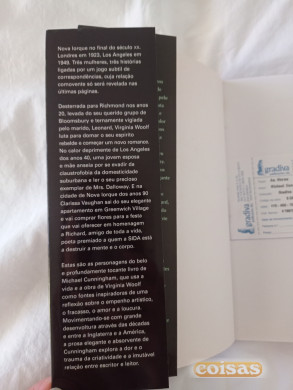 Nova Iorque no final do século xx.
Londres em 1923. Los Angeles em
1949. Três mulheres, três histórias
ligadas por um jogo subtil de
correspondências, cuja relação
comovente só será revelada nas
últimas páginas.
Desterrada para Richmond nos anos
20, levada do seu querido grupo de
Bloomsbury e ternamente vigiada
pelo marido, Leonard, Virginia Woolf
luta para domar o seu espírito
rebelde e começar um novo romance.
No calor deprimente de Los Angeles
dos anos 40, uma jovem esposa
e mãe anseia por se evadir da
claustrofobia da domesticidade
suburbana e ler o seu precioso
exemplar de Mrs. Dalloway. E na
cidade de Nova Iorque dos anos 90
Clarissa Vaughan sai do seu elegante
apartamento em Greenwich Village
e vai comprar flores para a festa
que vai oferecer em homenagem
a Richard, amigo de toda a vida,
poeta premiado a quem a SIDA está
a destruir a mente e o corpo.
Estas são as personagens do belo
e profundamente tocante livro de
Michael Cunningham, que usa a
vida e a obra de Virginia Woolf
como fontes inspiradoras de uma
reflexão sobre o empenho artístico,
o fracasso, o amor e a loucura.
Movimentando-se com grande
desenvoltura através das décadas
e entre a Inglaterra e a América,
a prosa elegante e absorvente de
Cunningham explora a dor e o
trauma da criatividade e a imutável
relação entre escritor e leitor.
gradiva
gradiva
coisas